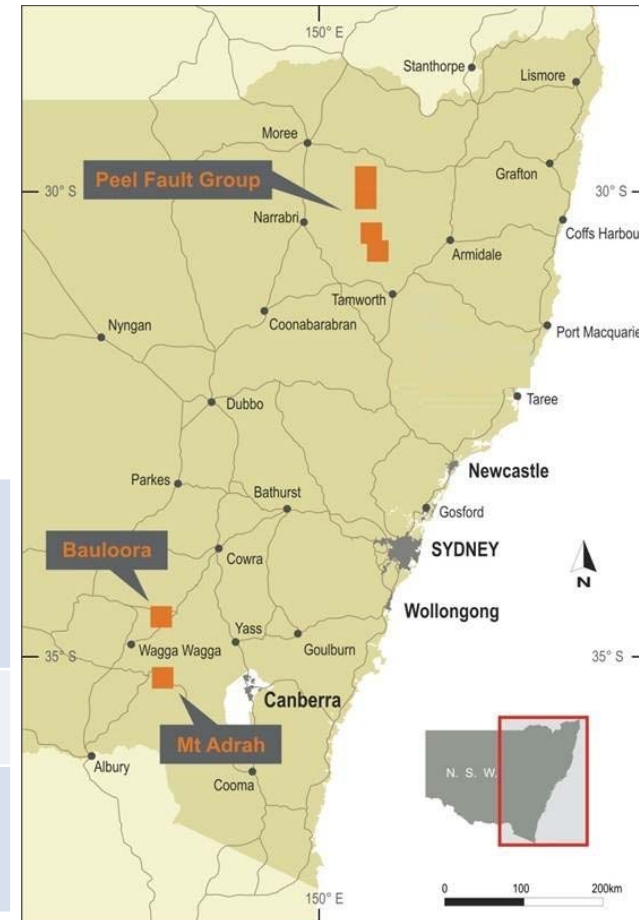 150° E
Stanthorpe
Lismore
Moree
Peel Fault Group
Grafton
30° S
30° S
Narrabri
Coffs Harbour
Armidale
Tamworth
Coonabarabran
Nyngan
Port Macquarie
Dubbo
Taree
Newcastle
Parkes
Bathurst
Gosford
Bauloora
Cowra
SYDNEY
N
Wollongong
Yass
Goulburn
Wagga Wagga
35° S
35° S
Canberra
Mt Adrah
Albury
Cooma
N. S. W.
150° E
0 100 200km